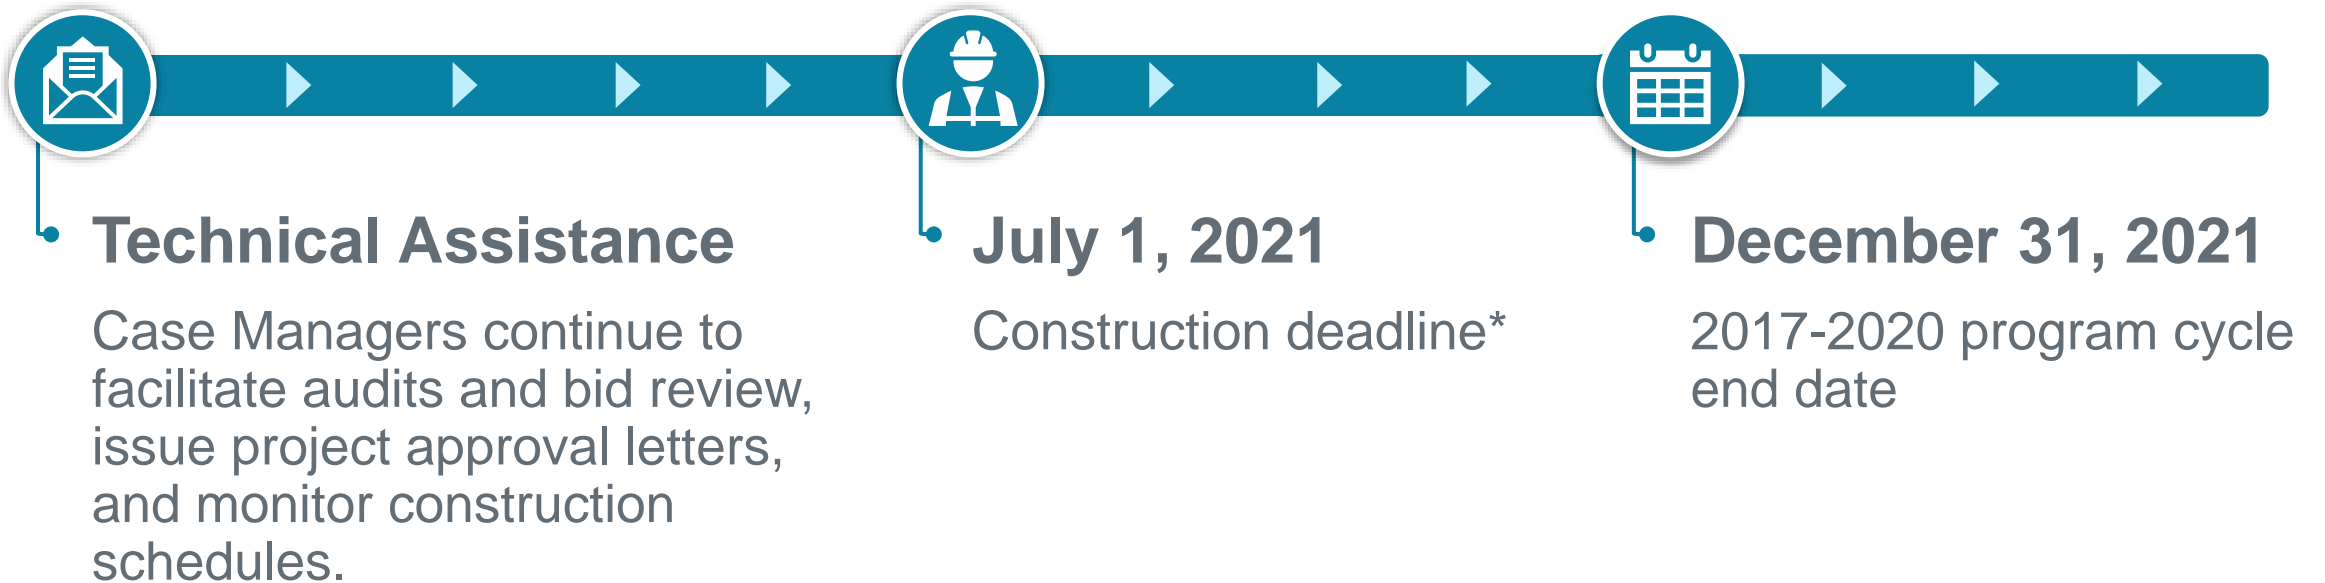 Technical Assistance
Case Managers continue to
facilitate audits and bid review,
issue project approval letters,
and monitor construction
schedules.
July 1, 2021
Construction deadline*
December 31, 2021
2017-2020 program cycle
end date